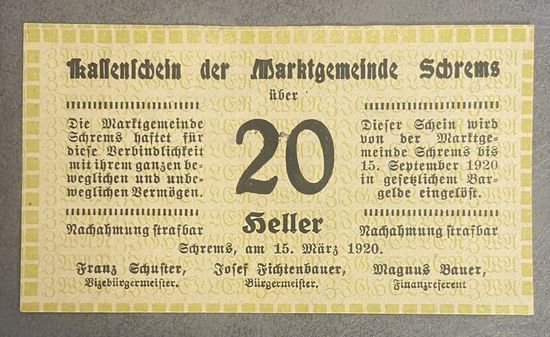 Kassenschein der Marktgemeinde Schrems
über
Die Marktgemeinde
Schrems haftet für
diese Verbindlichkeit
mit ihrem ganzen be-
weglichen und unbe-
weglichen Vermögen.
20
Heller
Dieser Schein wird
von der Marktge-
meinde Schrems bis
15. September 1920
in gesetzlichen Bar-
gelde eingelöst.
Nachahmung strafbar
Nachahmung strafbar
Schrems, am 15. März 1920.
Franz Schuster,
Vizebürgermeister.
Josef Fichtenbauer,
Bürgermeister.
Magnus Bauer,
Finanzreferent